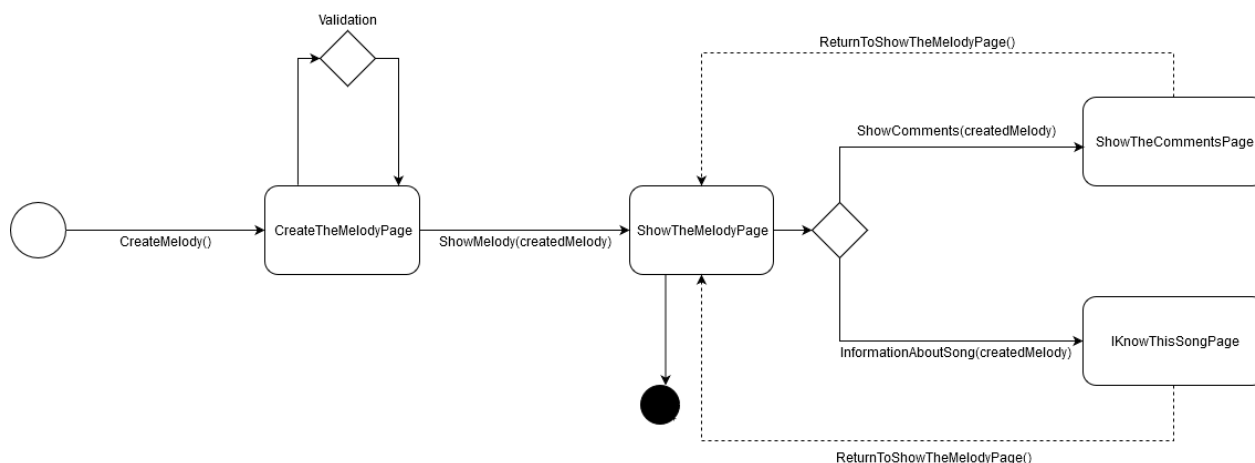 Validation
ReturnToShowTheMelodyPage()
ShowComments(createdMelody)
ShowTheCommentsPage
CreateMelody()
CreateTheMelodyPage
ShowMelody(createdMelody)
ShowTheMelodyPage
InformationAboutSong(createdMelody)
IKnowThisSongPage
ReturnToShowTheMelodyPage()